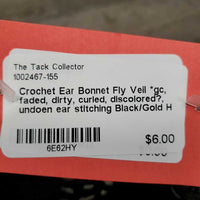 The Tack Collector
1002467-155
Crochet Ear Bonnet Fly Veil *gc,
faded, dirty, curled, discolored?,
undoen ear stitching Black/Gold H
$6.00
6E62HY